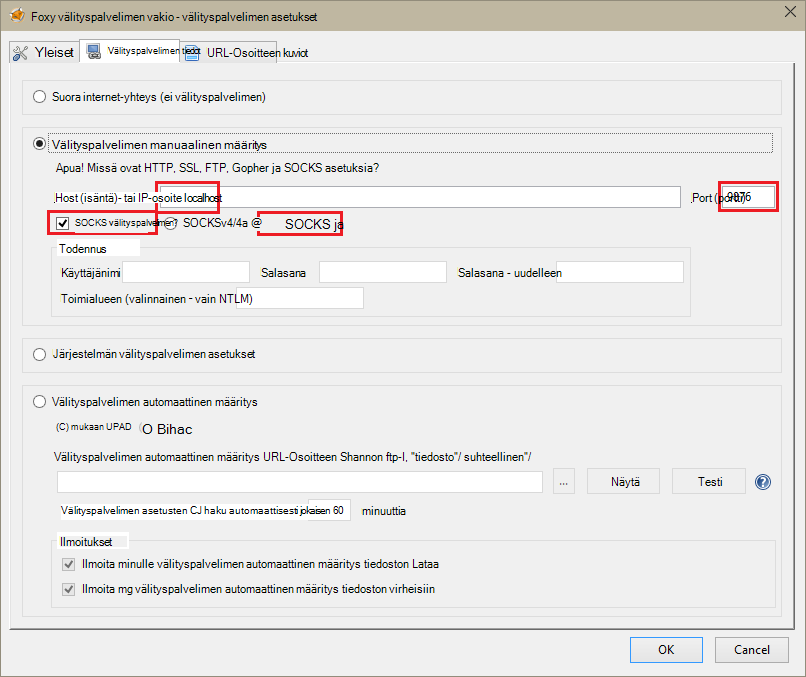 Foxy välityspalvelimen vakio - välityspalvelimen asetukset
Yleiset Välityspalvelimen tiedot URL-Osoitteen kuviot
Suora internet-yhteys (ei välityspalvelimen)
Välityspalvelimen manuaalinen määritys
Apua! Missä ovat HTTP, SSL, FTP, Gopher ja SOCKS asetuksia?
Host (isäntä)- tai IP-osoite localhost Port (portti) 9876
SOCKS välityspalvelimen? SOCKSv4/4a @ SOCKS ja
Todennus
Käyttäjänimi Salasana Salasana - uudelleen
Toimialueen (valinnainen - vain NTLM)
Järjestelmän välityspalvelimen asetukset
Välityspalvelimen automaattinen määritys
(C) mukaan UPAD O Bihac
Välityspalvelimen automaattinen määritys URL-Osoitteen Shannon ftp-I, "tiedosto"/ suhteellinen"/
... Näytä Testi ?
Välityspalvelimen asetusten CJ haku automaattisesti jokaisen 60 minuuttia
Ilmoitukset
Ilmoita minulle välityspalvelimen automaattinen määritys tiedoston Lataa
Ilmoita mg välityspalvelimen automaattinen määritys tiedoston virheisiin
OK Cancel